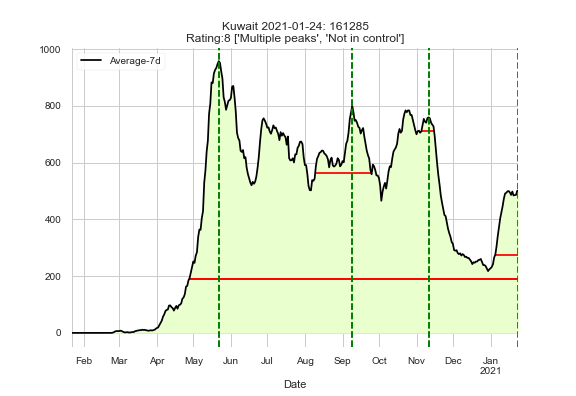 Kuwait 2021-01-24: 161285
Rating:8 ['Multiple peaks', 'Not in control']
Average-7d
1000
800
600
400
200
0
Feb Mar Apr May Jun Jul Aug Sep Oct Nov Dec Jan
2021
Date